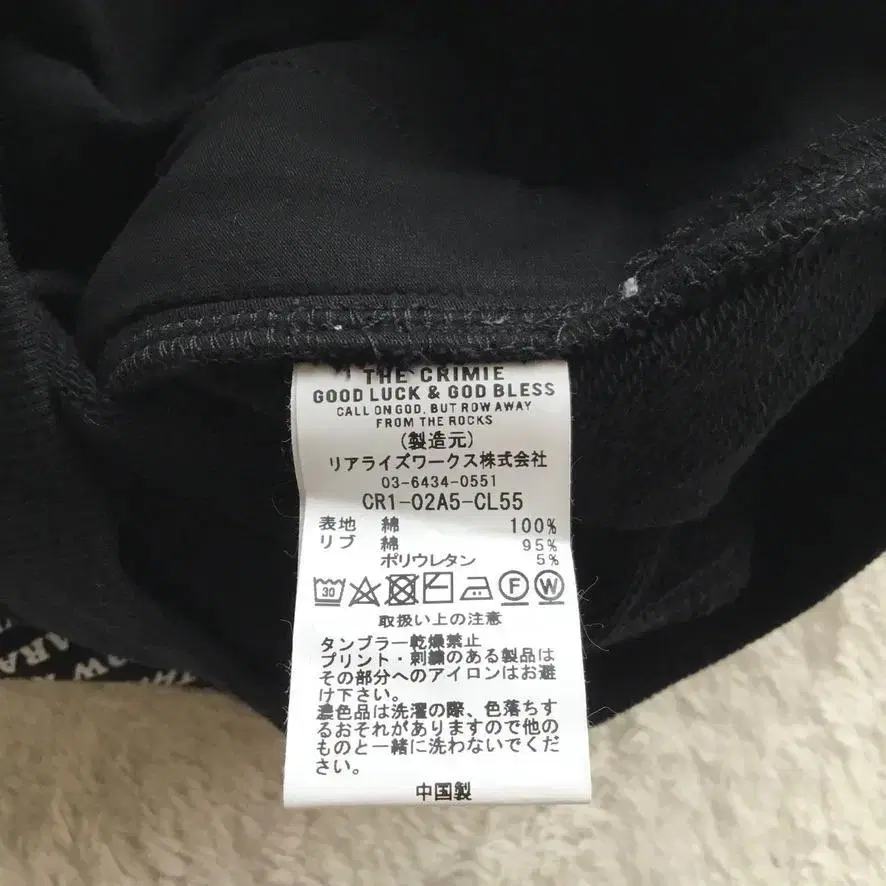 THE CRIMIE
GOOD LUCK & GOD BLESS
CALL ON GOD, BUT ROW AWAY
FROM THE ROCKS
(製造元)
リアライズワークス株式会社
03-6434-0551
CR1-02A5-CL55
表地 綿 100%
リブ 綿 95%
ポリウレタン 5%
30 F W
取扱い上の注意
タンブラー乾燥禁止
プリント・刺繍のある製品は
その部分へのアイロンはお避
け下さい。
濃色品は洗濯の際、色落ちす
るおそれがありますので他の
ものと一緒に洗わないでくだ
さい。
中国製